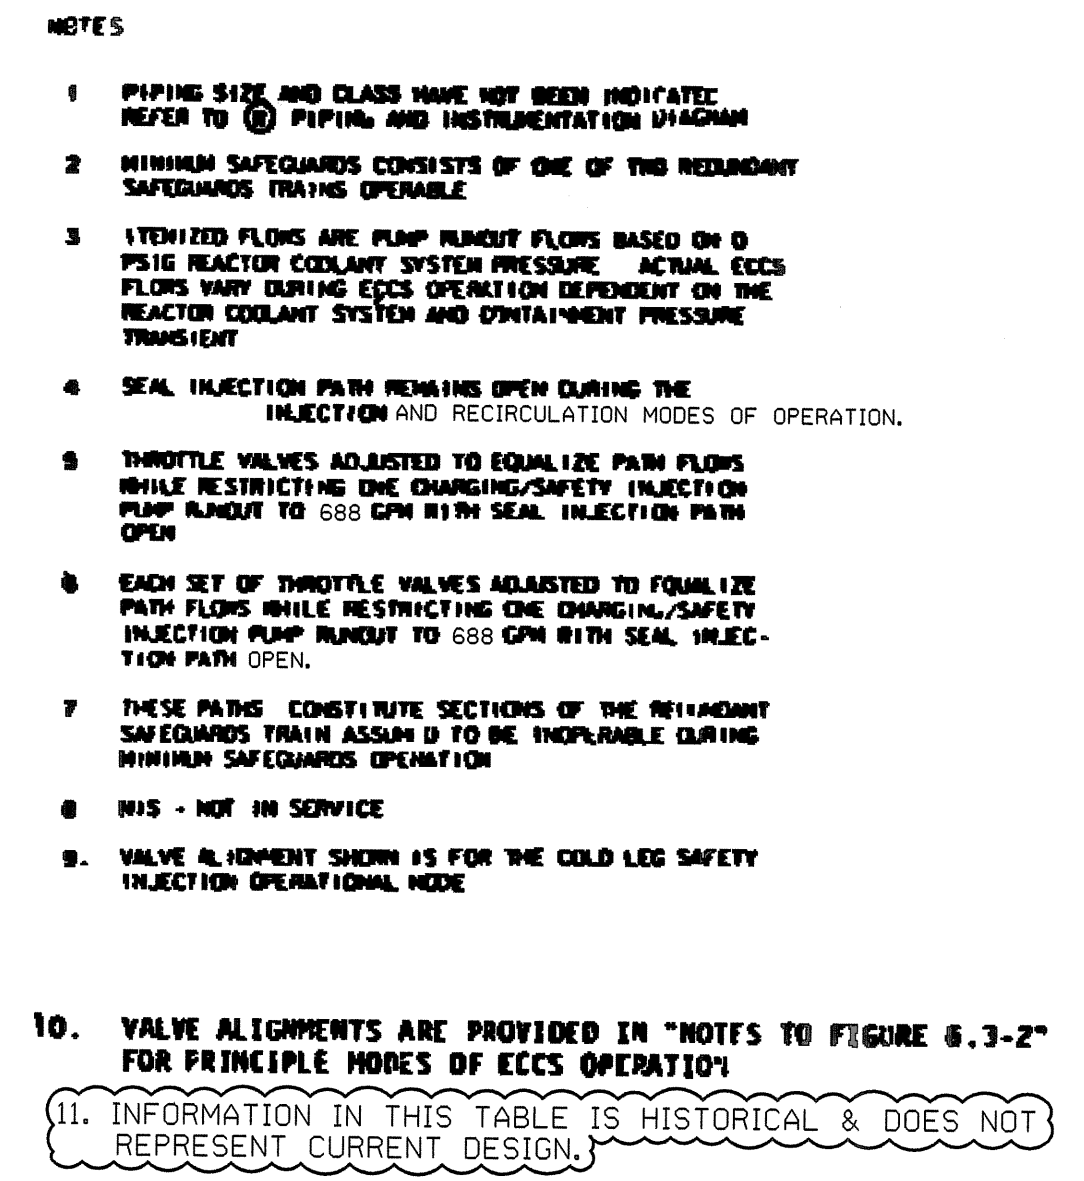 NOTES
1 PIPING SIZE AND CLASS HAVE NOT BEEN INDICATED
REFER TO Ⓦ PIPING AND INSTRUMENTATION DIAGRAM
2 MINIMUM SAFEGUARDS CONSISTS OF ONE OF TWO REDUNDANT
SAFEGUARDS TRAINS OPERABLE
3 ITEMIZED FLOWS ARE PUMP RUNOUT FLOWS BASED ON 0
PSIG REACTOR COOLANT SYSTEM PRESSURE ACTUAL ECCS
FLOWS VARY DURING ECCS OPERATION DEPENDENT ON THE
REACTOR COOLANT SYSTEM AND CONTAINMENT PRESSURE
TRANSIENT
4 SEAL INJECTION PATH REMAINS OPEN DURING THE
INJECTION AND RECIRCULATION MODES OF OPERATION.
5 THROTTLE VALVES ADJUSTED TO EQUALIZE PATH FLOWS
WHILE RESTRICTING ONE CHARGING/SAFETY INJECTION
PUMP RUNOUT TO 688 GPM WITH SEAL INJECTION PATH
OPEN
6 EACH SET OF THROTTLE VALVES ADJUSTED TO EQUALIZE
PATH FLOWS WHILE RESTRICTING ONE CHARGING/SAFETY
INJECTION PUMP RUNOUT TO 688 GPM WITH SEAL INJEC-
TION PATH OPEN.
7 THESE PATHS CONSTITUTE SECTIONS OF THE REDUNDANT
SAFEGUARDS TRAIN ASSUMED TO BE INOPERABLE DURING
MINIMUM SAFEGUARDS OPERATION
8 NIS - NOT IN SERVICE
9. VALVE ALIGNMENT SHOWN IS FOR THE COLD LEG SAFETY
INJECTION OPERATIONAL MODE
10. VALVE ALIGNMENTS ARE PROVIDED IN "NOTES TO FIGURE 6.3-2"
FOR PRINCIPLE MODES OF ECCS OPERATION
11. INFORMATION IN THIS TABLE IS HISTORICAL & DOES NOT
REPRESENT CURRENT DESIGN.